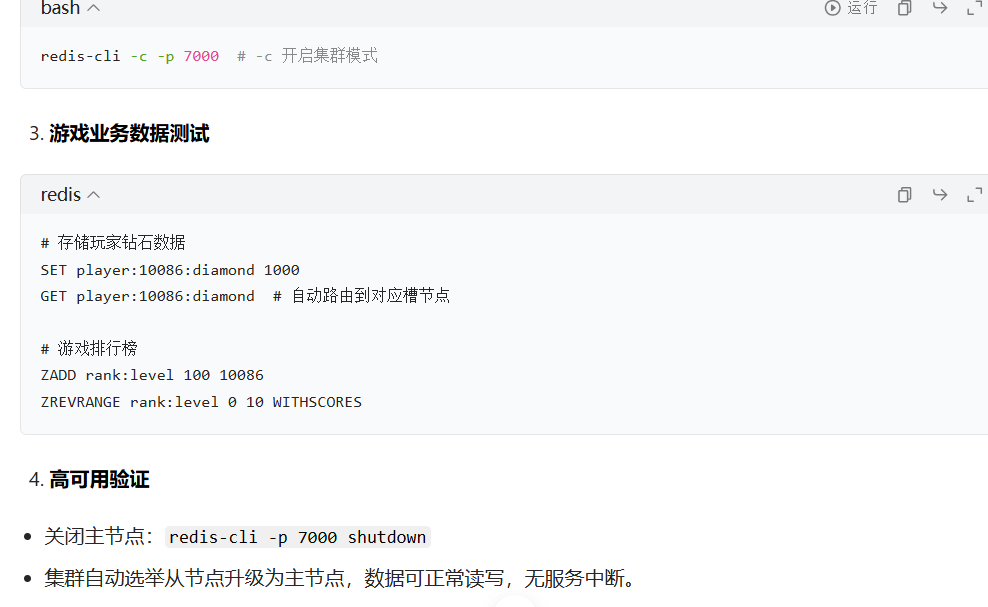 bash
运行
redis-cli -c -p 7000  # -c 开启集群模式
3. 游戏业务数据测试
redis
# 存储玩家钻石数据
SET player:10086:diamond 1000
GET player:10086:diamond  # 自动路由到对应槽节点
# 游戏排行榜
ZADD rank:level 100 10086
ZREVRANGE rank:level 0 10 WITHSCORES
4. 高可用验证
• 关闭主节点：redis-cli -p 7000 shutdown
• 集群自动选举从节点升级为主节点，数据可正常读写，无服务中断。